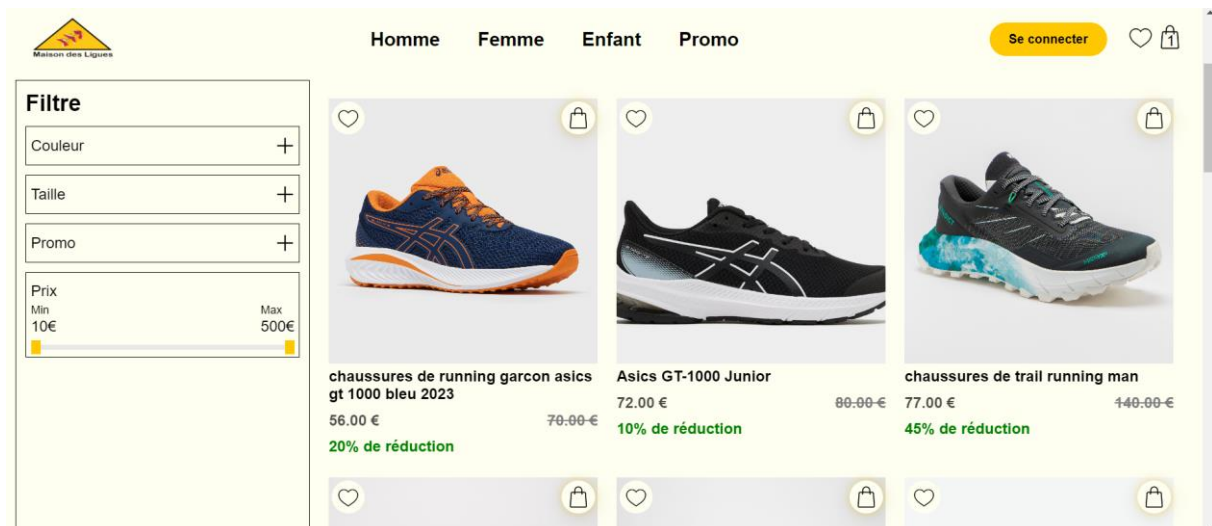 Maison des Ligues
Homme Femme Enfant Promo
Se connecter
1
Filtre
Couleur
Taille
Promo
Prix
Min Max
10€ 500€
chaussures de running garcon asics
gt 1000 bleu 2023
56.00 € 70.00 €
20% de réduction
Asics GT-1000 Junior
72.00 € 80.00 €
10% de réduction
chaussures de trail running man
77.00 € 140.00 €
45% de réduction